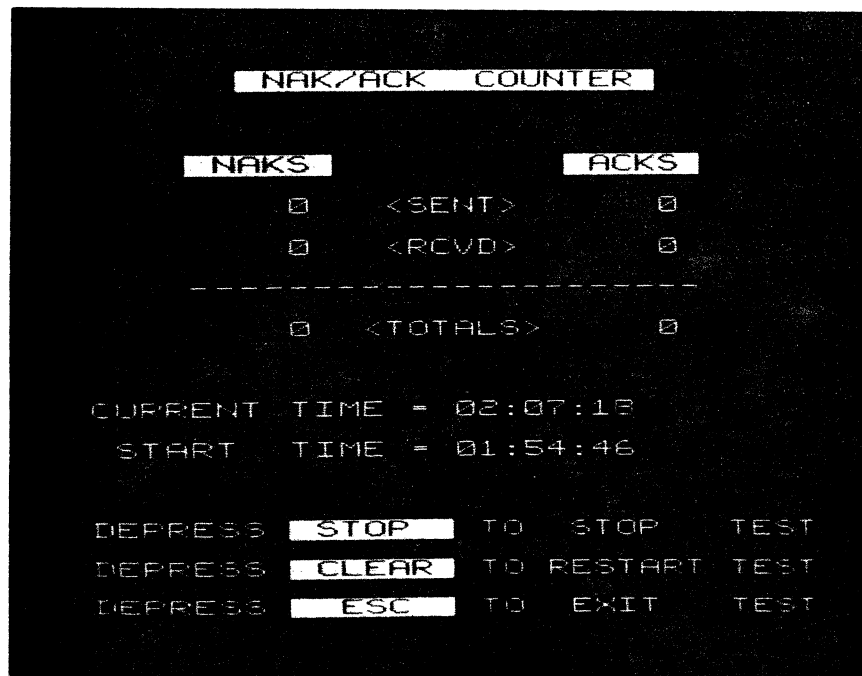 NAK/ACK COUNTER
NAKS ACKS
0 <SENT> 0
0 <RCVD> 0
------------------------
0 <TOTALS> 0
CURRENT TIME = 02:07:18
START TIME = 01:54:46
DEPRESS STOP TO STOP TEST
DEPRESS CLEAR TO RESTART TEST
DEPRESS ESC TO EXIT TEST